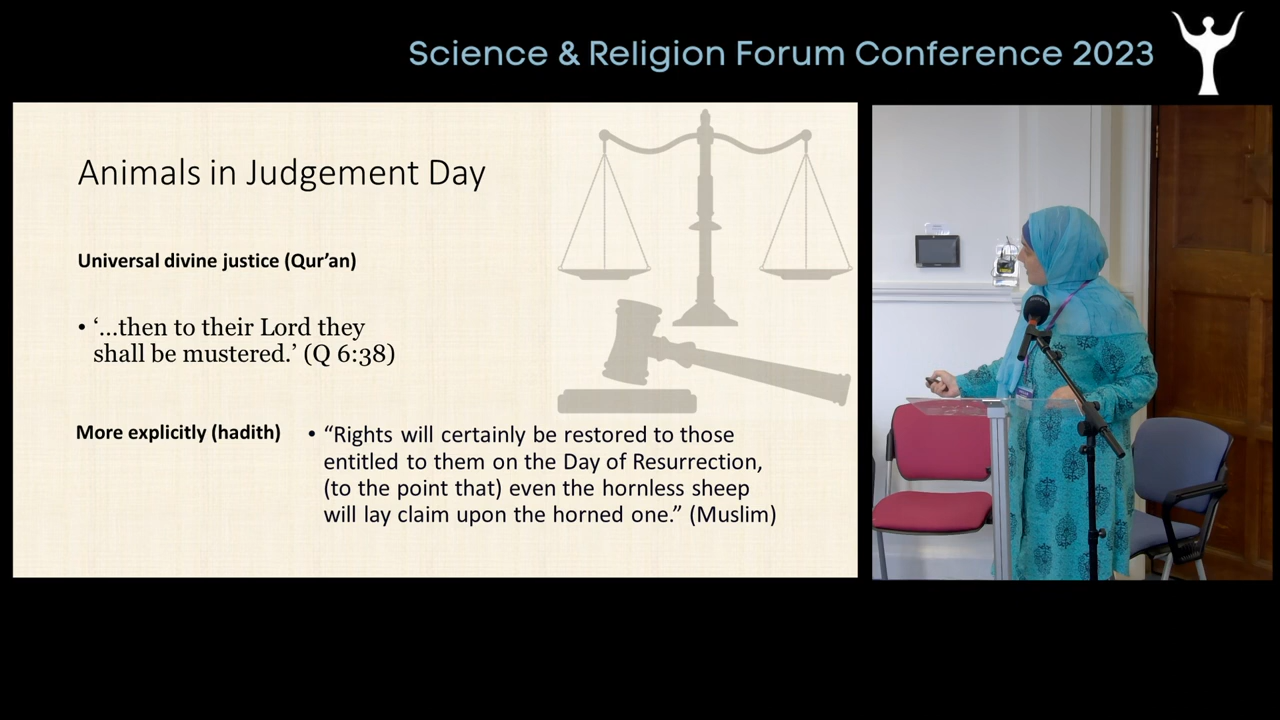 Science & Religion Forum Conference 2023
Animals in Judgement Day
Universal divine justice (Qur’an)
• ‘…then to their Lord they
shall be mustered.’ (Q 6:38)
More explicitly (hadith)
• “Rights will certainly be restored to those
entitled to them on the Day of Resurrection,
(to the point that) even the hornless sheep
will lay claim upon the horned one.” (Muslim)